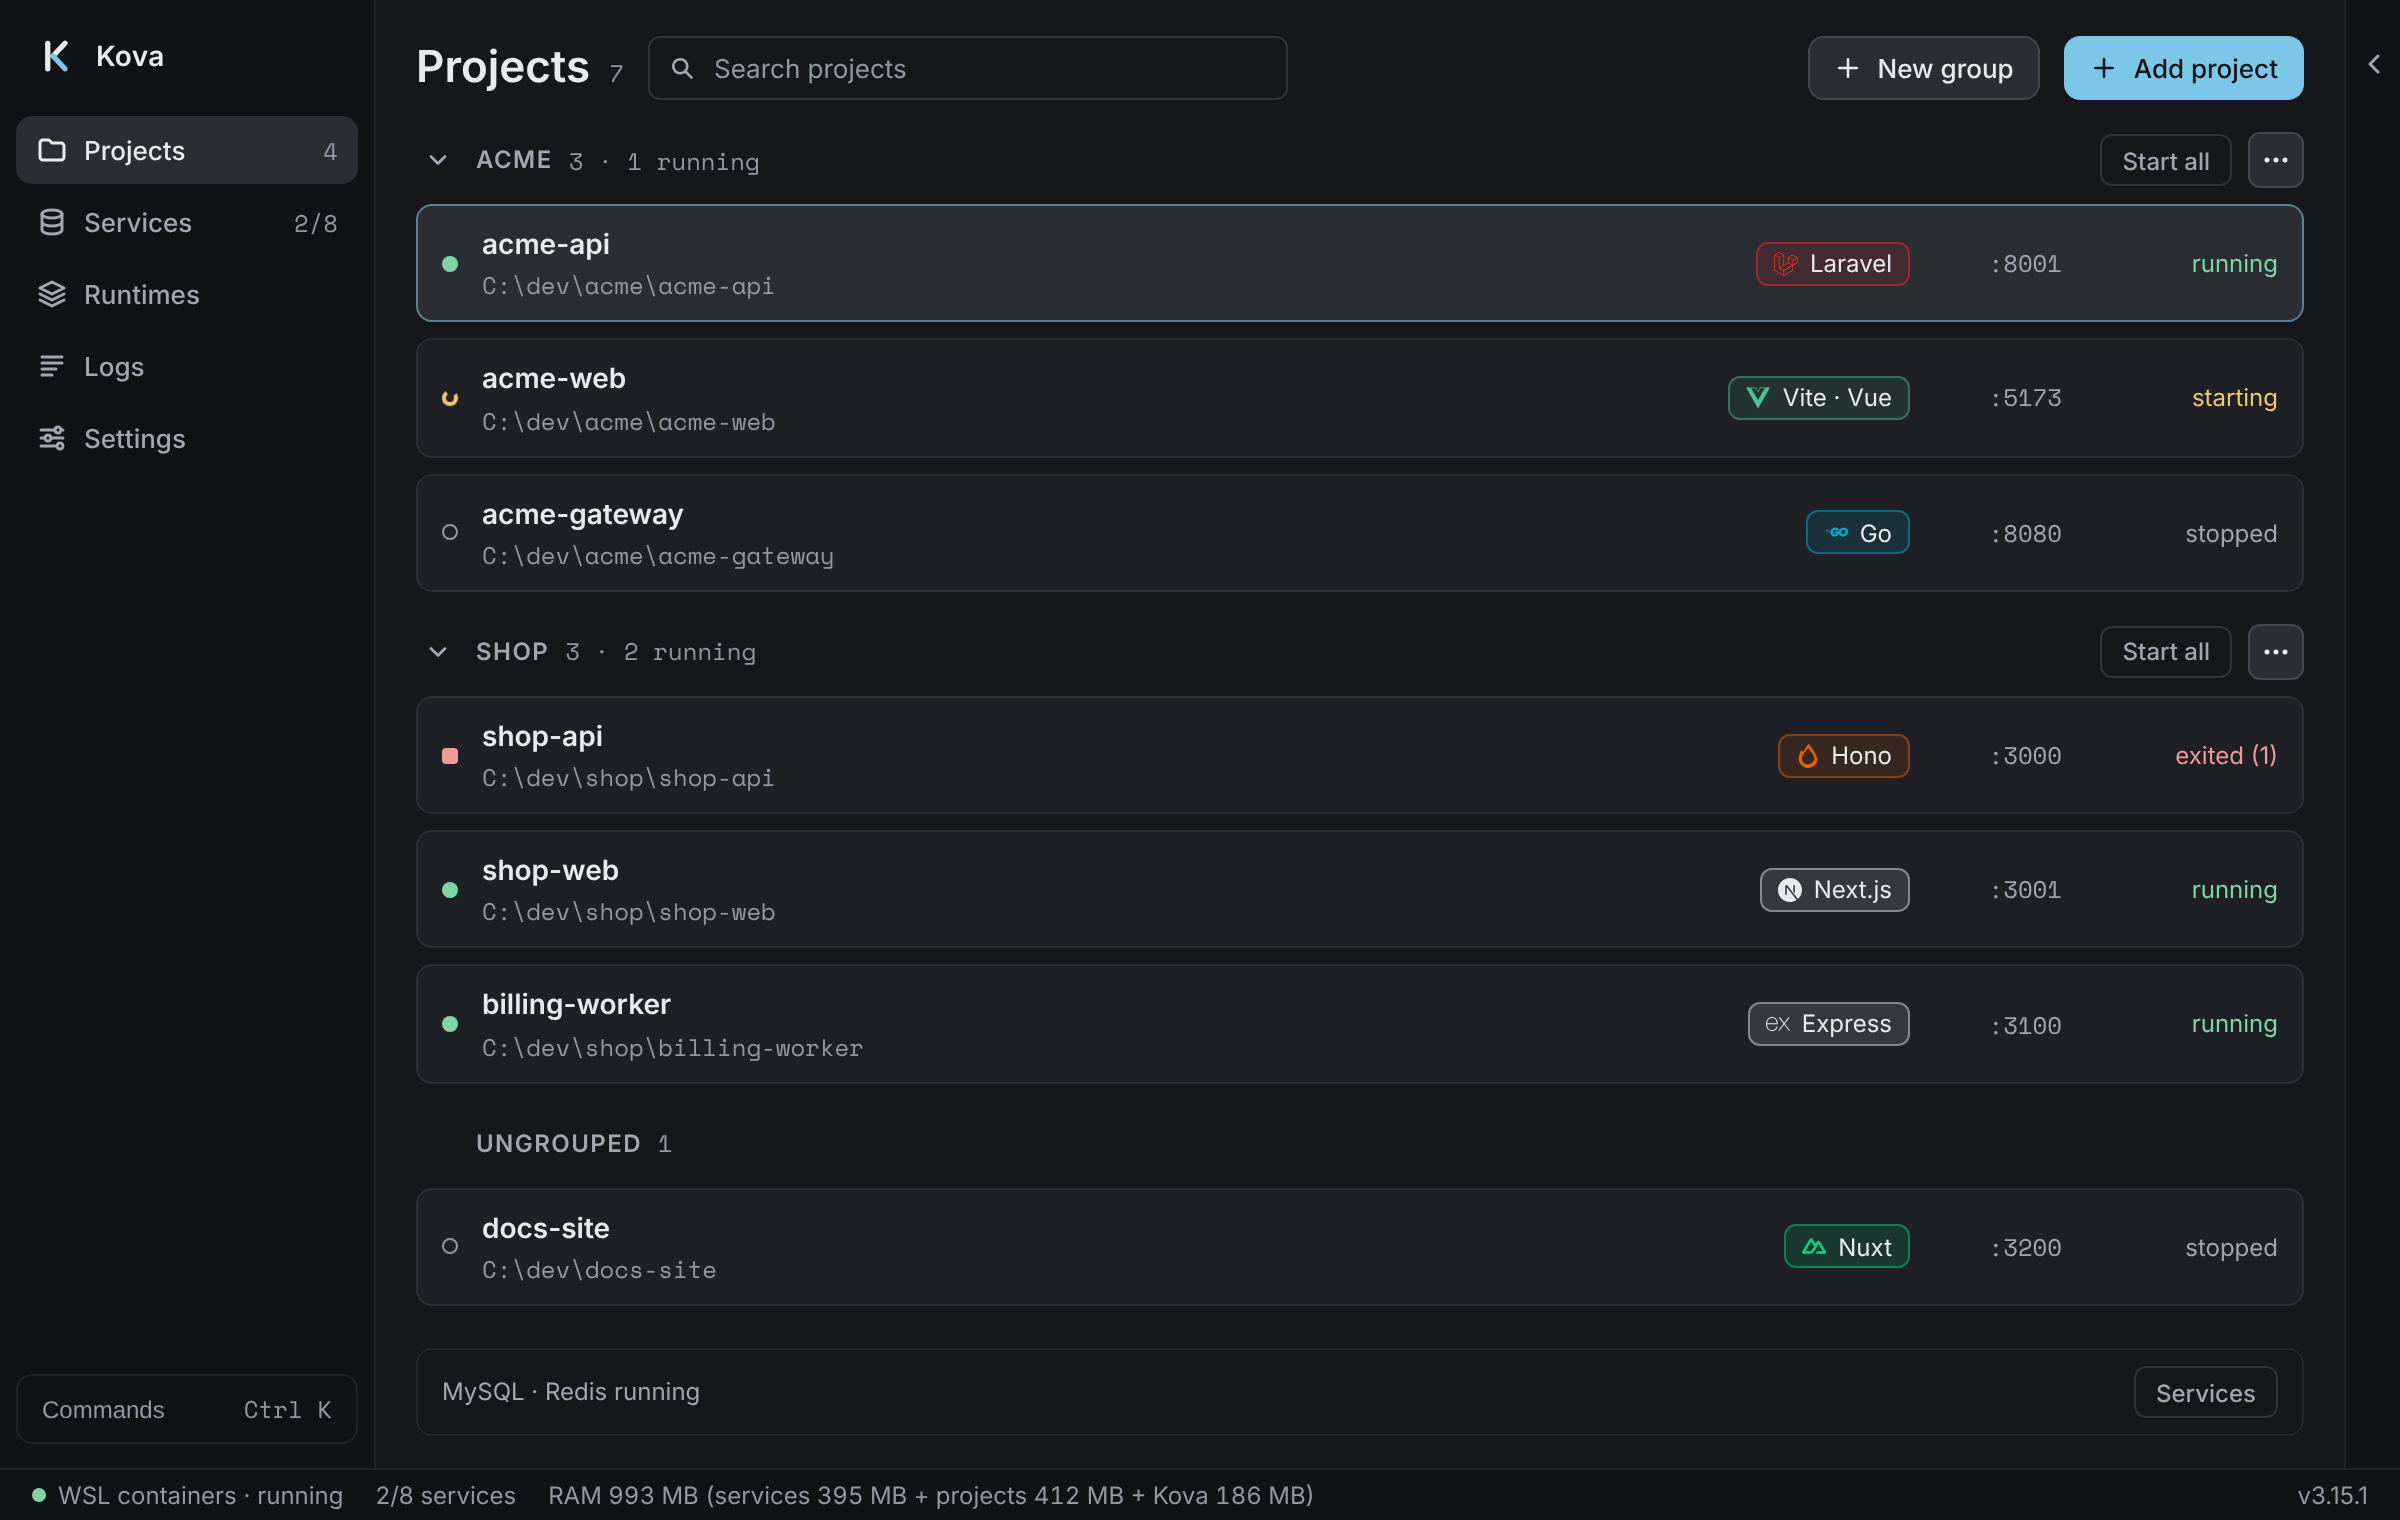 Kova
Projects 4
Services 2/8
Runtimes
Logs
Settings
Commands Ctrl K
Projects 7
Search projects
New group
Add project
ACME 3 · 1 running
Start all
acme-api
C:\dev\acme\acme-api
Laravel
:8001
running
acme-web
C:\dev\acme\acme-web
Vite · Vue
:5173
starting
acme-gateway
C:\dev\acme\acme-gateway
GO
Go
:8080
stopped
SHOP 3 · 2 running
Start all
shop-api
C:\dev\shop\shop-api
Hono
:3000
exited (1)
shop-web
C:\dev\shop\shop-web
N
Next.js
:3001
running
billing-worker
C:\dev\shop\billing-worker
ex
Express
:3100
running
UNGROUPED 1
docs-site
C:\dev\docs-site
Nuxt
:3200
stopped
MySQL · Redis running
Services
WSL containers · running 2/8 services RAM 993 MB (services 395 MB + projects 412 MB + Kova 186 MB) v3.15.1